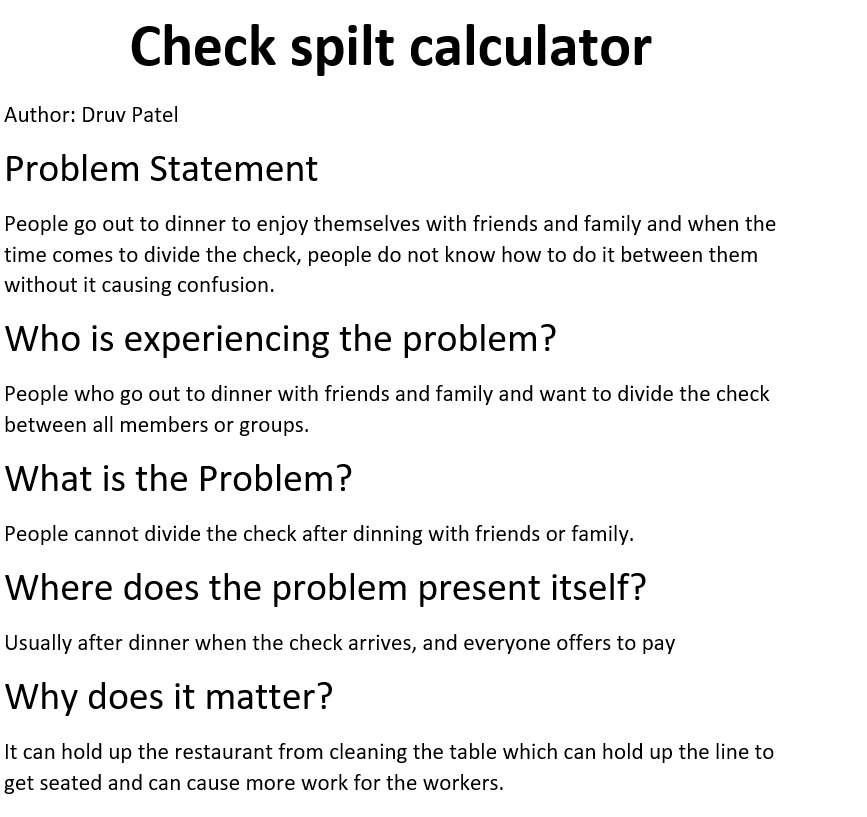 Check spilt calculator
Author: Druv Patel
Problem Statement
People go out to dinner to enjoy themselves with friends and family and when the
time comes to divide the check, people do not know how to do it between them
without it causing confusion.
Who is experiencing the problem?
People who go out to dinner with friends and family and want to divide the check
between all members or groups.
What is the Problem?
People cannot divide the check after dinning with friends or family.
Where does the problem present itself?
Usually after dinner when the check arrives, and everyone offers to pay
Why does it matter?
It can hold up the restaurant from cleaning the table which can hold up the line to
get seated and can cause more work for the workers.